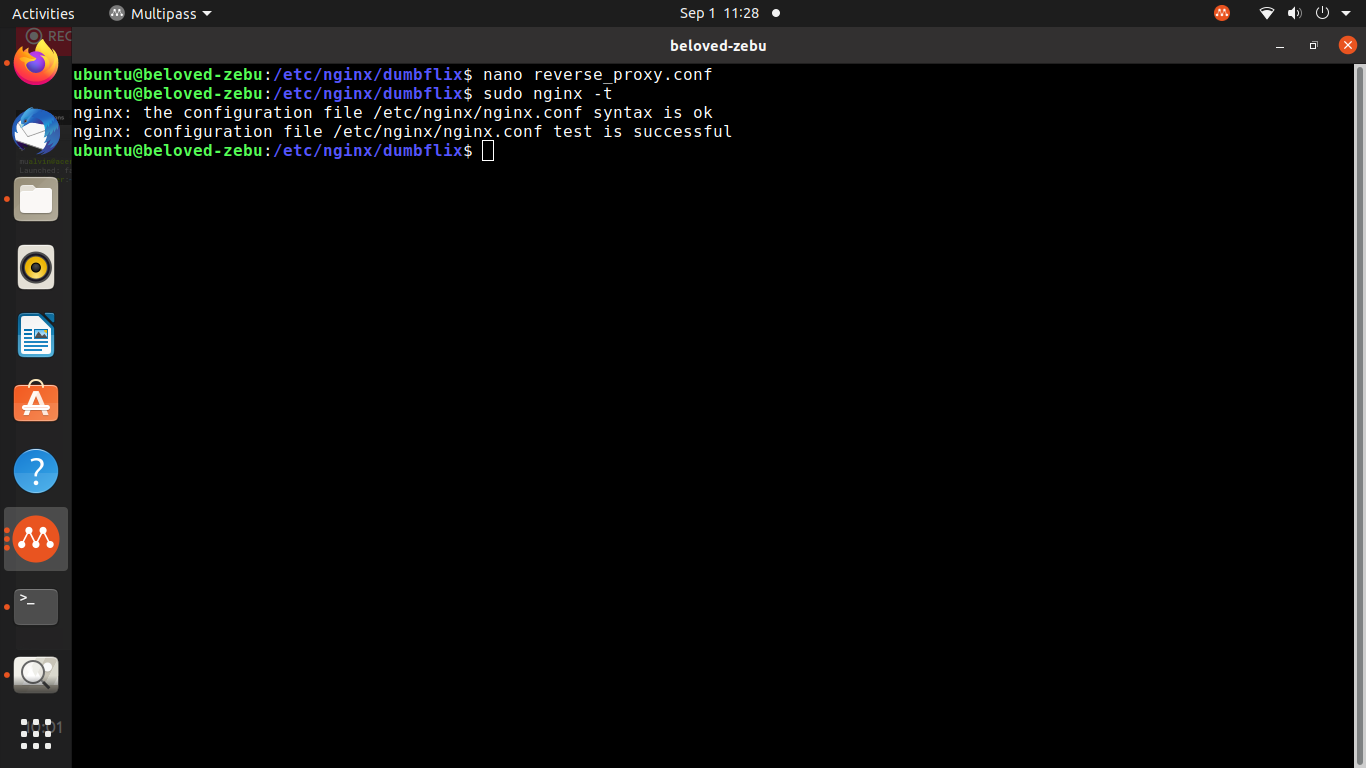 Activities
Multipass
Sep 1 11:28
REC
beloved-zebu
ubuntu@beloved-zebu:/etc/nginx/dumbflix$ nano reverse_proxy.conf
ubuntu@beloved-zebu:/etc/nginx/dumbflix$ sudo nginx -t
nginx: the configuration file /etc/nginx/nginx.conf syntax is ok
nginx: configuration file /etc/nginx/nginx.conf test is successful
ubuntu@beloved-zebu:/etc/nginx/dumbflix$
?
>_